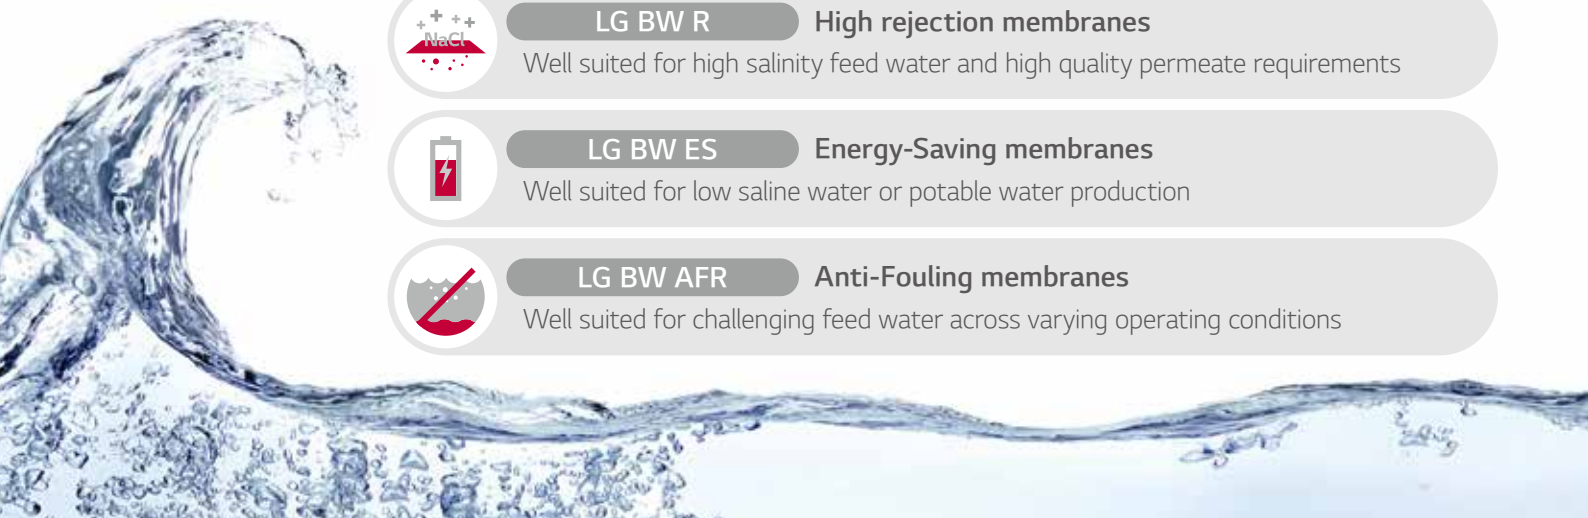 NaCl
LG BW R High rejection membranes
Well suited for high salinity feed water and high quality permeate requirements
LG BW ES Energy-Saving membranes
Well suited for low saline water or potable water production
LG BW AFR Anti-Fouling membranes
Well suited for challenging feed water across varying operating conditions